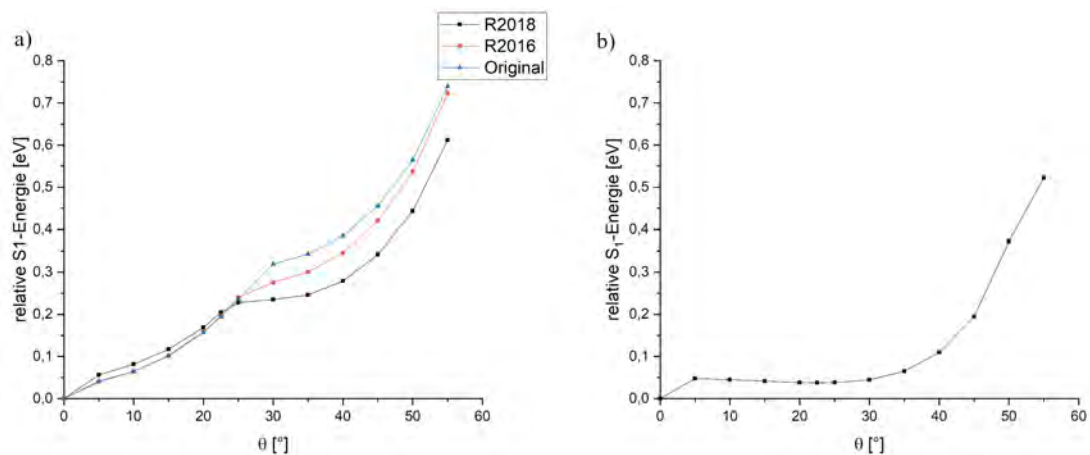 a)
R2018
R2016
Original
relative S1-Energie [eV]
0,8
0,7
0,6
0,5
0,4
0,3
0,2
0,1
0,0
0 10 20 30 40 50 60
θ [°]
b)
relative S₁-Energie [eV]
0,8
0,7
0,6
0,5
0,4
0,3
0,2
0,1
0,0
0 10 20 30 40 50 60
θ [°]